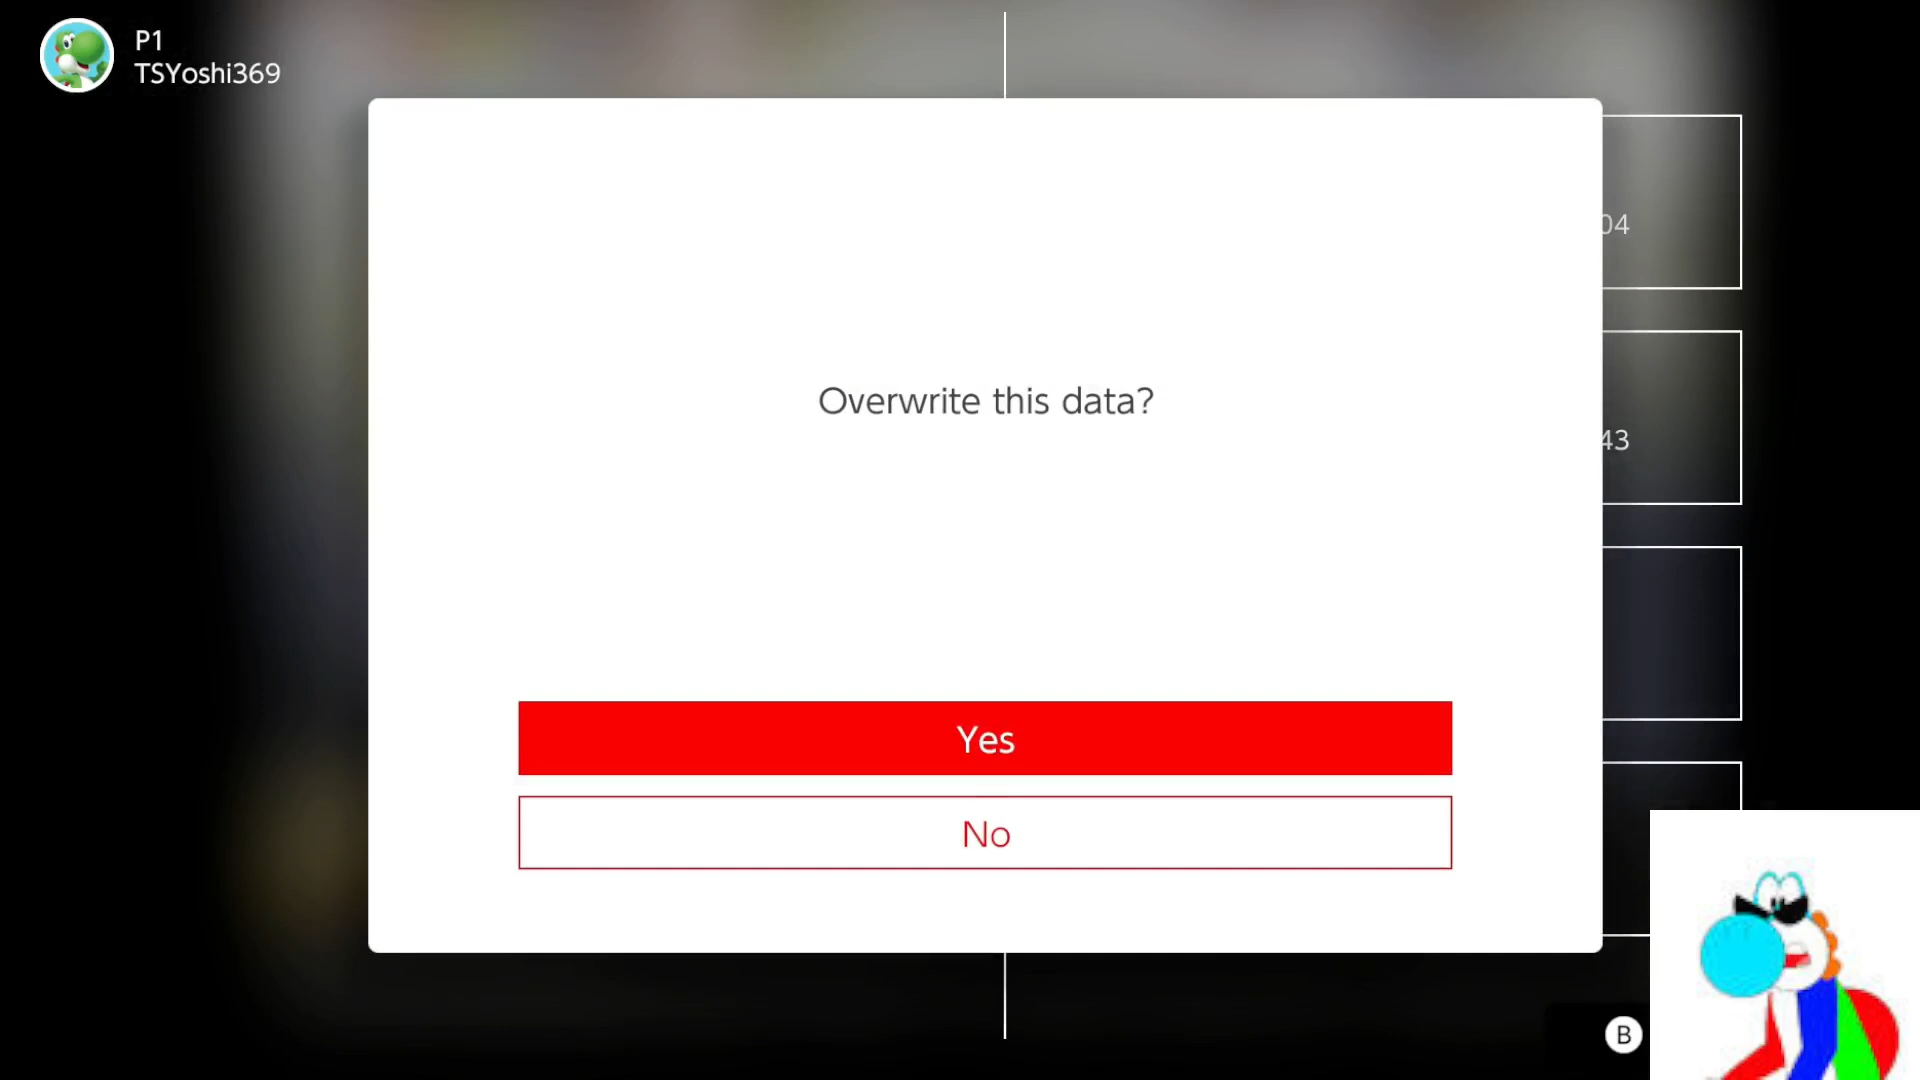 P1
TSYoshi369
04
Overwrite this data?
43
Yes
No
B